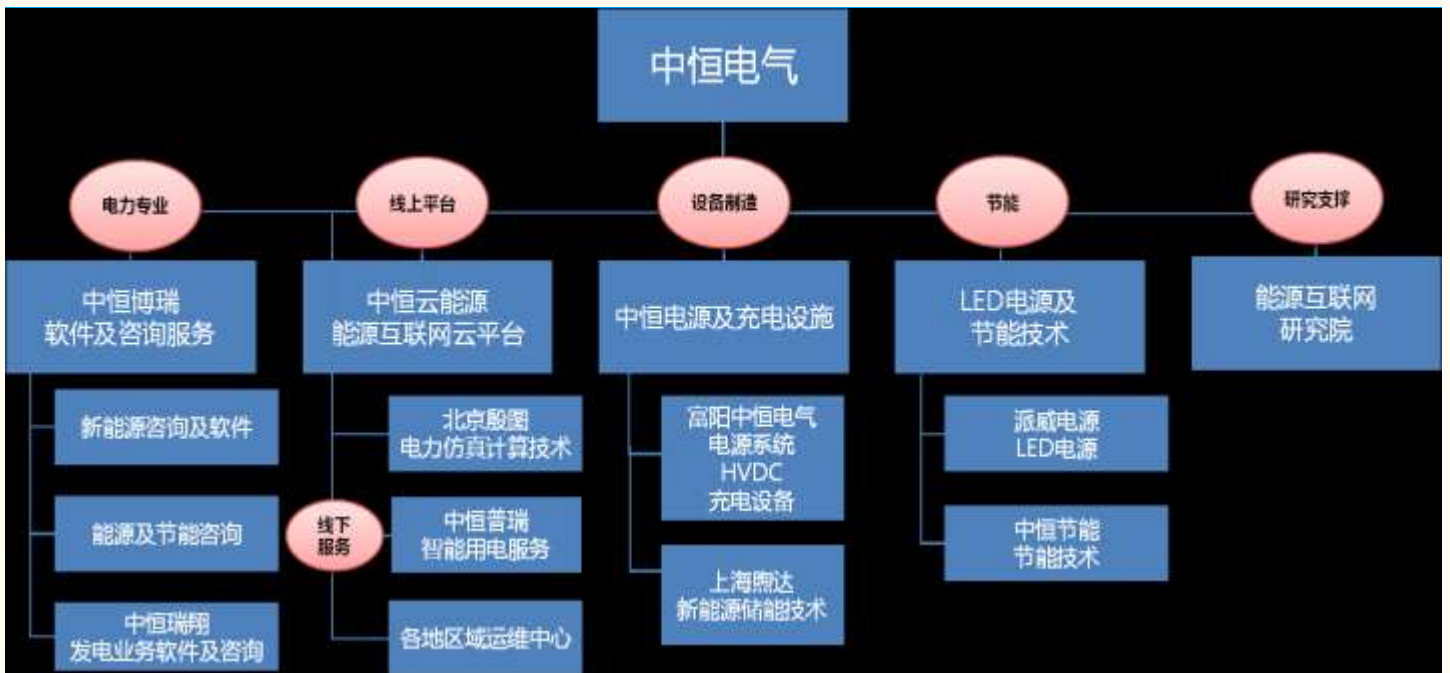 中恒电气
电力专业
线上平台
设备制造
节能
研究支撑
中恒博瑞
软件及咨询服务
中恒云能源
能源互联网云平台
中恒电源及充电设施
LED电源及
节能技术
能源互联网
研究院
新能源咨询及软件
能源及节能咨询
中恒瑞翔
发电业务软件及咨询
北京殷图
电力仿真计算技术
线下
服务
中恒普瑞
智能用电服务
各地区域运维中心
富阳中恒电气
电源系统
HVDC
充电设备
上海煦达
新能源储能技术
派威电源
LED电源
中恒节能
节能技术